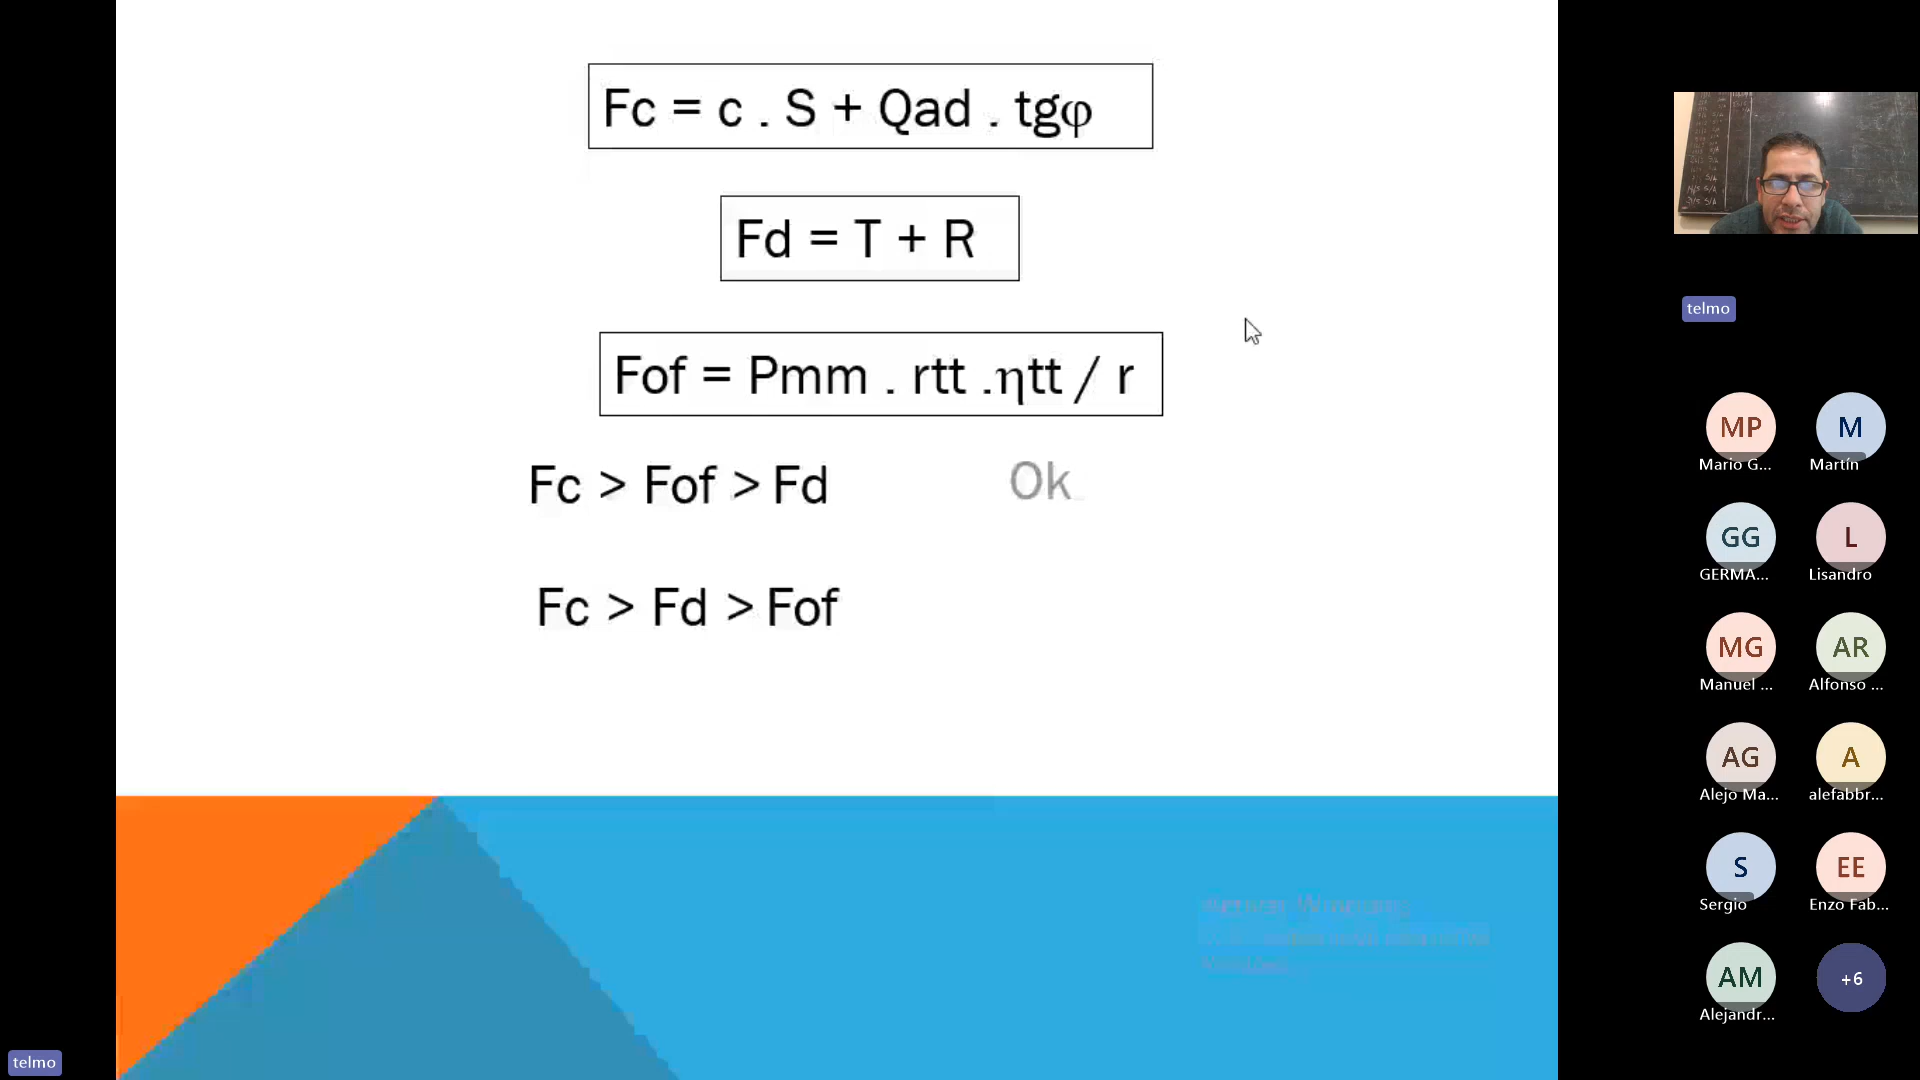 Fc = c . S + Qad . tgφ
Fd = T + R
Fof = Pmm . rtt .ηtt / r
Fc > Fof > Fd Ok
Fc > Fd > Fof
telmo
MP M
Mario G... Martín
GG L
GERMA... Lisandro
MG AR
Manuel ... Alfonso ...
AG A
Alejo Ma... alefabbr...
S EE
Sergio Enzo Fab...
AM +6
Alejandr...
telmo